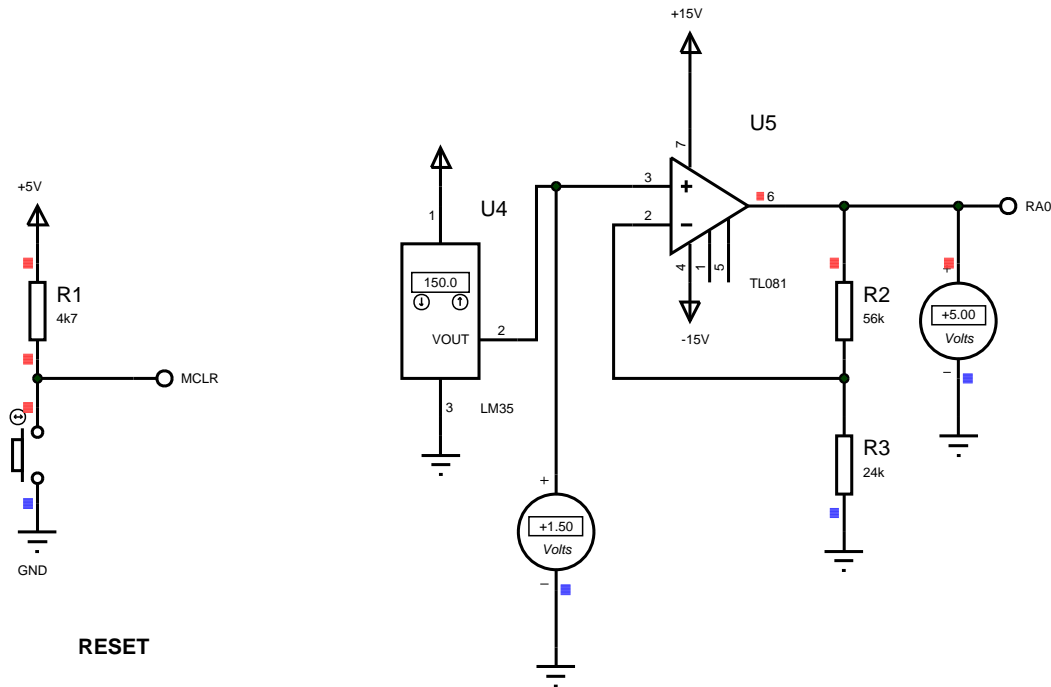 +15V
U5
7
+5V
3
6
RA0
1
U4
2
150.0
4
1
5
TL081
R1
4k7
R2
56k
+
+5.00
Volts
−
VOUT
2
-15V
MCLR
3
LM35
R3
24k
+
+1.50
Volts
−
GND
RESET